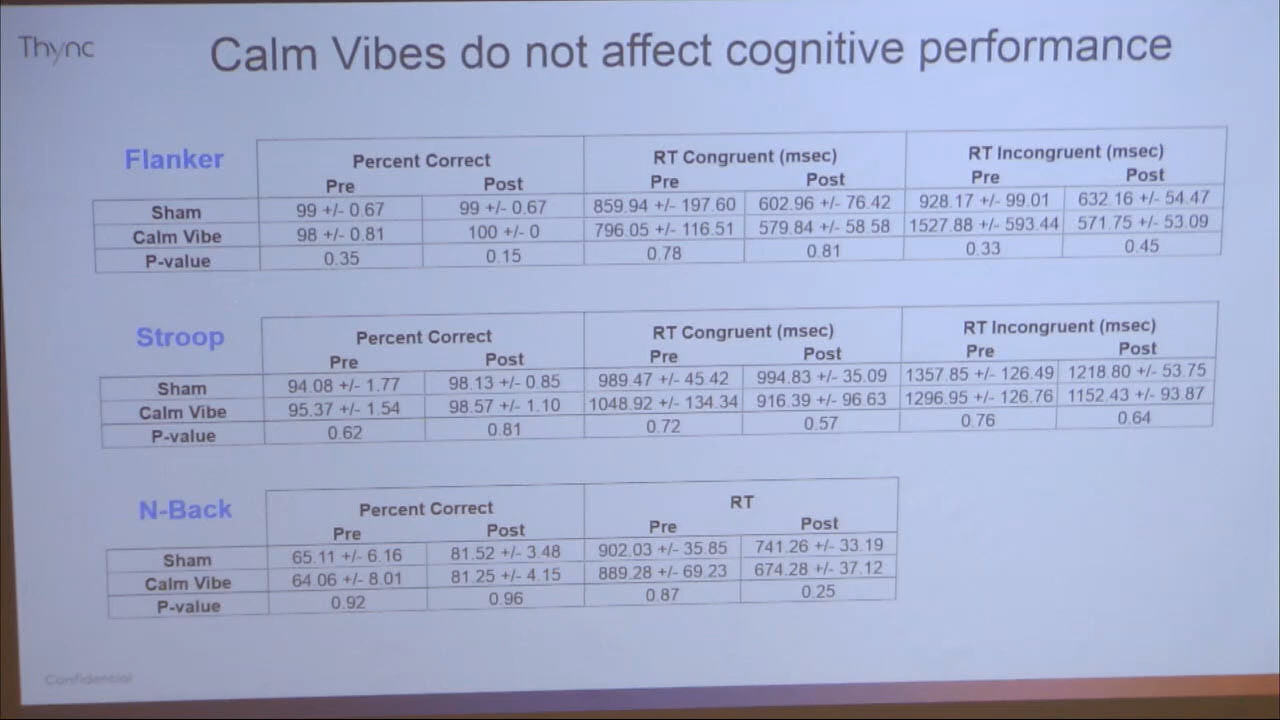 Thync
Calm Vibes do not affect cognitive performance
Flanker
Percent Correct RT Congruent (msec) RT Incongruent (msec)
Pre Post Pre Post Pre Post
Sham 99 +/- 0.67 99 +/- 0.67 859.94 +/- 197.60 602.96 +/- 76.42 928.17 +/- 99.01 632.16 +/- 54.47
Calm Vibe 98 +/- 0.81 100 +/- 0 796.05 +/- 116.51 579.84 +/- 58.58 1527.88 +/- 593.44 571.75 +/- 53.09
P-value 0.35 0.15 0.78 0.81 0.33 0.45
Stroop
Percent Correct RT Congruent (msec) RT Incongruent (msec)
Pre Post Pre Post Pre Post
Sham 94.08 +/- 1.77 98.13 +/- 0.85 989.47 +/- 45.42 994.83 +/- 35.09 1357.85 +/- 126.49 1218.80 +/- 53.75
Calm Vibe 95.37 +/- 1.54 98.57 +/- 1.10 1048.92 +/- 134.34 916.39 +/- 96.63 1296.95 +/- 126.76 1152.43 +/- 93.87
P-value 0.62 0.81 0.72 0.57 0.76 0.64
N-Back
Percent Correct RT
Pre Post Pre Post
Sham 65.11 +/- 6.16 81.52 +/- 3.48 902.03 +/- 35.85 741.26 +/- 33.19
Calm Vibe 64.06 +/- 8.01 81.25 +/- 4.15 889.28 +/- 69.23 674.28 +/- 37.12
P-value 0.92 0.96 0.87 0.25
Confidential